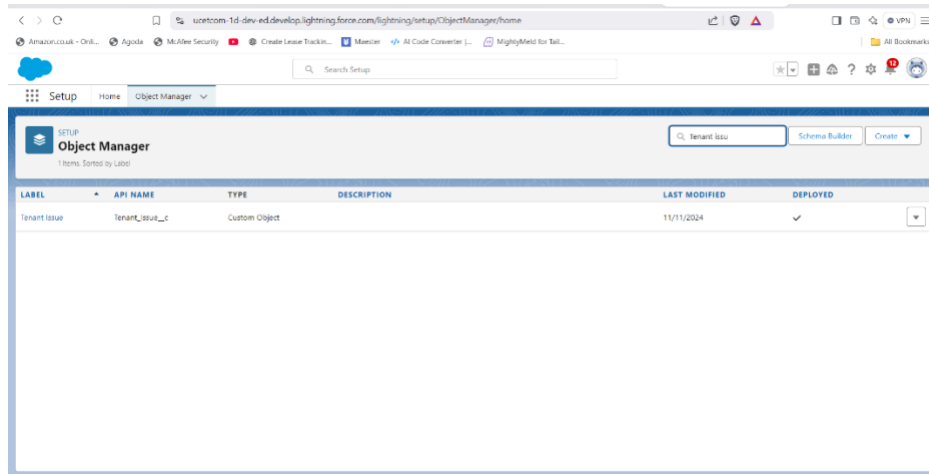 ucetcom-1d-dev-ed.develop.lightning.force.com/lightning/setup/ObjectManager/home
VPN
Amazon.co.uk - Onli... Agoda McAfee Security Create Lease Trackin... Maester AI Code Converter |... MightyMeld for Tail...
All Bookmarks
Search Setup
12
Setup Home Object Manager
SETUP
Object Manager
1 Items. Sorted by Label
Tenant issu
Schema Builder Create
LABEL API NAME TYPE DESCRIPTION LAST MODIFIED DEPLOYED
Tenant Issue Tenant_Issue__c Custom Object 11/11/2024